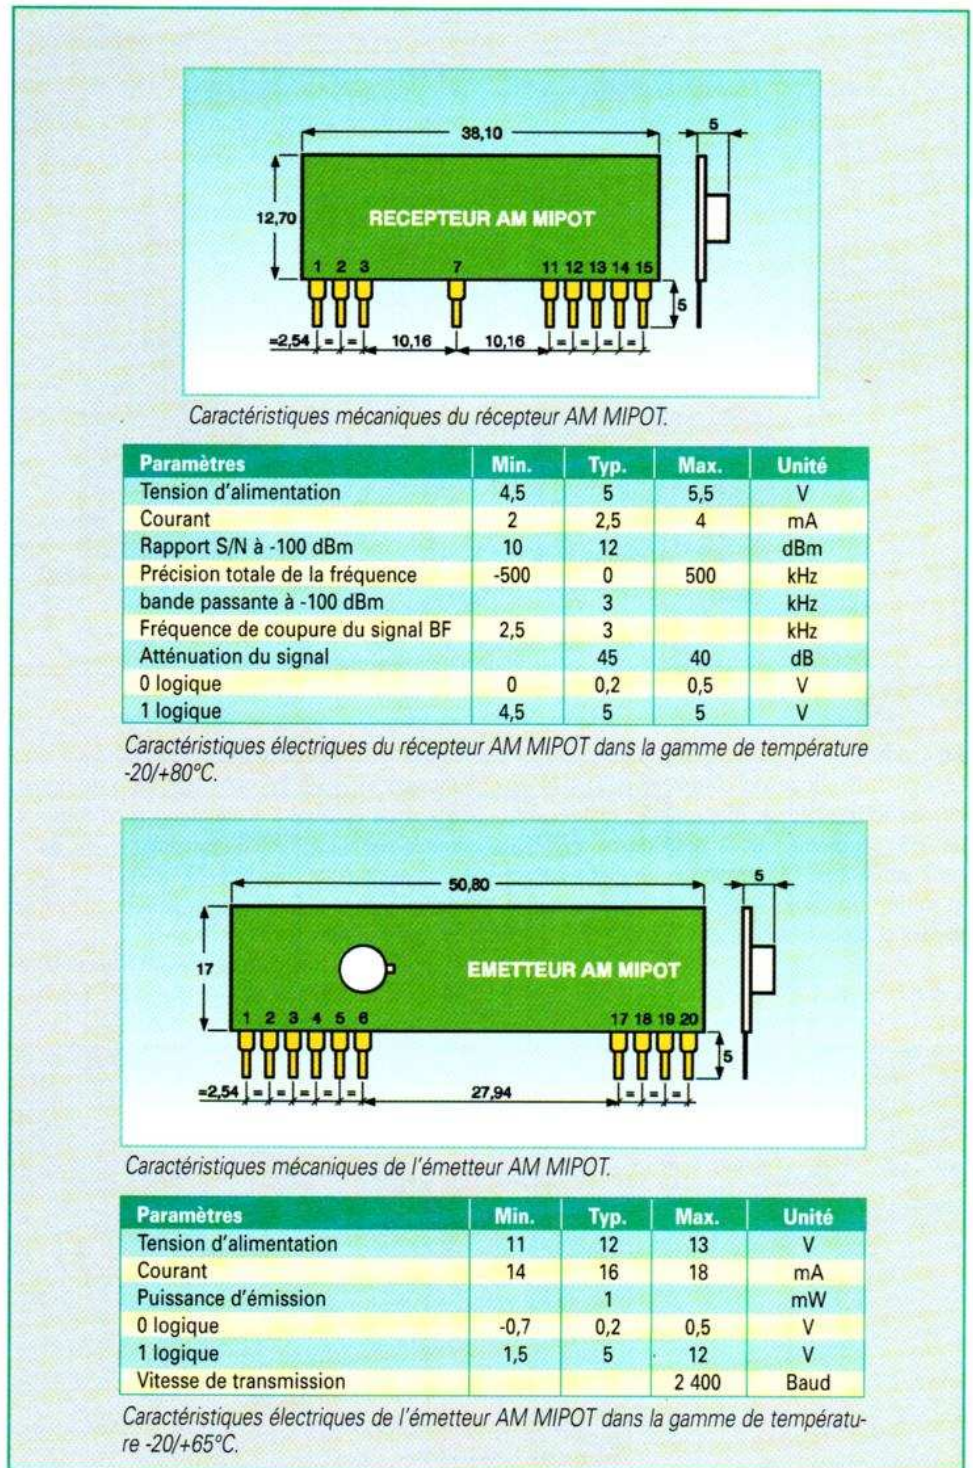 38,10
5
12,70
RECEPTEUR AM MIPOT
1 2 3 7 11 12 13 14 15
5
=2,54 = = 10,16 10,16 = = = =
Caractéristiques mécaniques du récepteur AM MIPOT.
Paramètres Min. Typ. Max. Unité
Tension d'alimentation 4,5 5 5,5 V
Courant 2 2,5 4 mA
Rapport S/N à -100 dBm 10 12 dBm
Précision totale de la fréquence -500 0 500 kHz
bande passante à -100 dBm 3 kHz
Fréquence de coupure du signal BF 2,5 3 kHz
Atténuation du signal 45 40 dB
0 logique 0 0,2 0,5 V
1 logique 4,5 5 5 V
Caractéristiques électriques du récepteur AM MIPOT dans la gamme de température
-20/+80°C.
50,80
5
17
EMETTEUR AM MIPOT
1 2 3 4 5 6 17 18 19 20
5
=2,54 = = = = = 27,94 = = =
Caractéristiques mécaniques de l'émetteur AM MIPOT.
Paramètres Min. Typ. Max. Unité
Tension d'alimentation 11 12 13 V
Courant 14 16 18 mA
Puissance d'émission 1 mW
0 logique -0,7 0,2 0,5 V
1 logique 1,5 5 12 V
Vitesse de transmission 2 400 Baud
Caractéristiques électriques de l'émetteur AM MIPOT dans la gamme de températu-
re -20/+65°C.